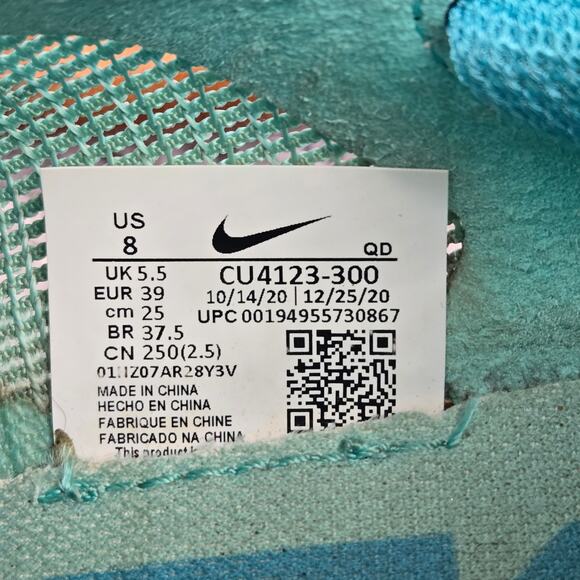 US
8
QD
UK 5.5
EUR 39
cm 25
BR 37.5
CN 250(2.5)
CU4123-300
10/14/20 | 12/25/20
UPC 00194955730867
MADE IN CHINA
HECHO EN CHINA
FABRIQUE EN CHINE
FABRICADO NA CHINA
This product